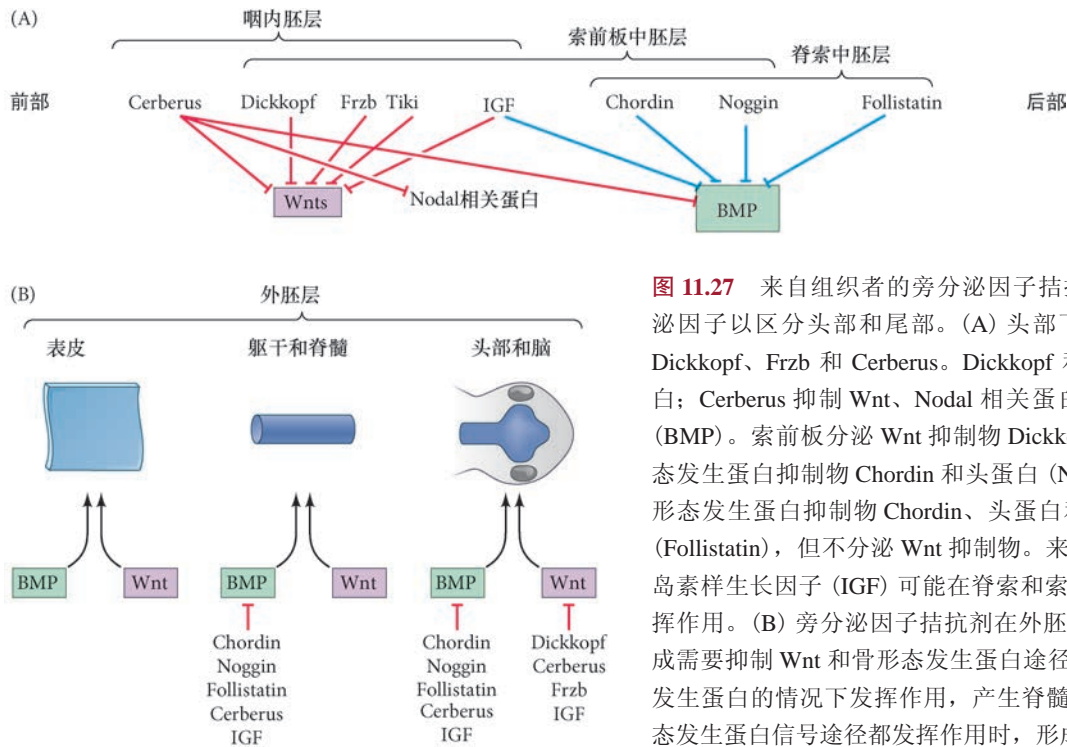 (A)
咽内胚层
索前板中胚层
脊索中胚层
前部 Cerberus Dickkopf Frzb Tiki IGF Chordin Noggin Follistatin 后部
Wnts
Nodal相关蛋白
BMP
(B)
外胚层
表皮 躯干和脊髓 头部和脑
BMP Wnt BMP Wnt BMP Wnt
Chordin
Noggin
Follistatin
Cerberus
IGF
Chordin
Noggin
Follistatin
Cerberus
IGF
Dickkopf
Cerberus
Frzb
IGF
图 11.27 来自组织者的旁分泌因子拮
泌因子以区分头部和尾部。(A) 头部
Dickkopf、Frzb 和 Cerberus。Dickkopf
白；Cerberus 抑制 Wnt、Nodal 相关蛋白
(BMP)。索前板分泌 Wnt 抑制物 Dickk
态发生蛋白抑制物 Chordin 和头蛋白 (N
形态发生蛋白抑制物 Chordin、头蛋白
(Follistatin)，但不分泌 Wnt 抑制物。来
岛素样生长因子 (IGF) 可能在脊索和索
挥作用。(B) 旁分泌因子拮抗剂在外胚
成需要抑制 Wnt 和骨形态发生蛋白途径
发生蛋白的情况下发挥作用，产生脊髓
态发生蛋白信号途径都发挥作用时，形成